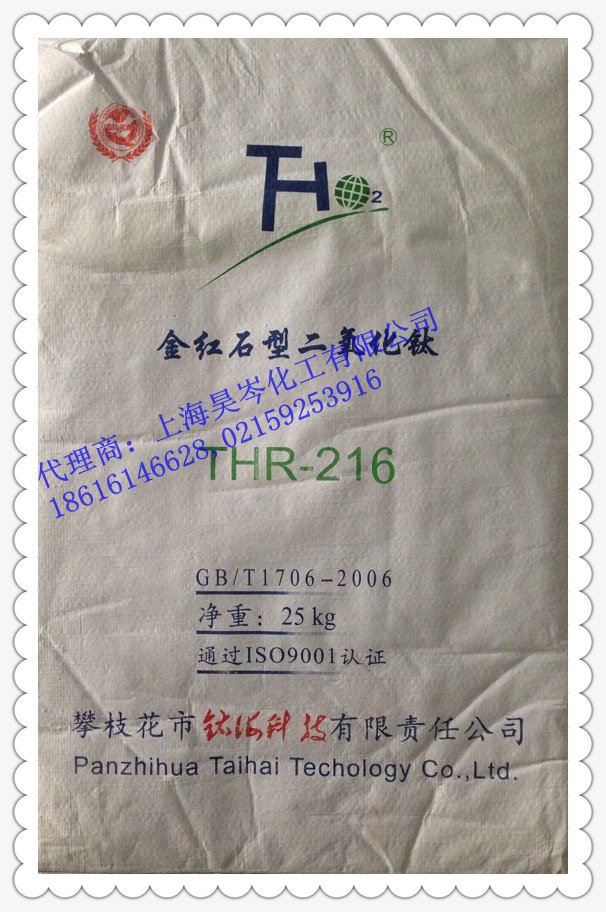 THO2
®
金红石型二氧化钛
代理商：上海昊岑化工有限公司
18616146628,02159253916
THR-216
GB/T1706-2006
净重：25kg
通过ISO9001认证
攀枝花市钛海科技有限责任公司
Panzhihua Taihai Techology Co.,Ltd.